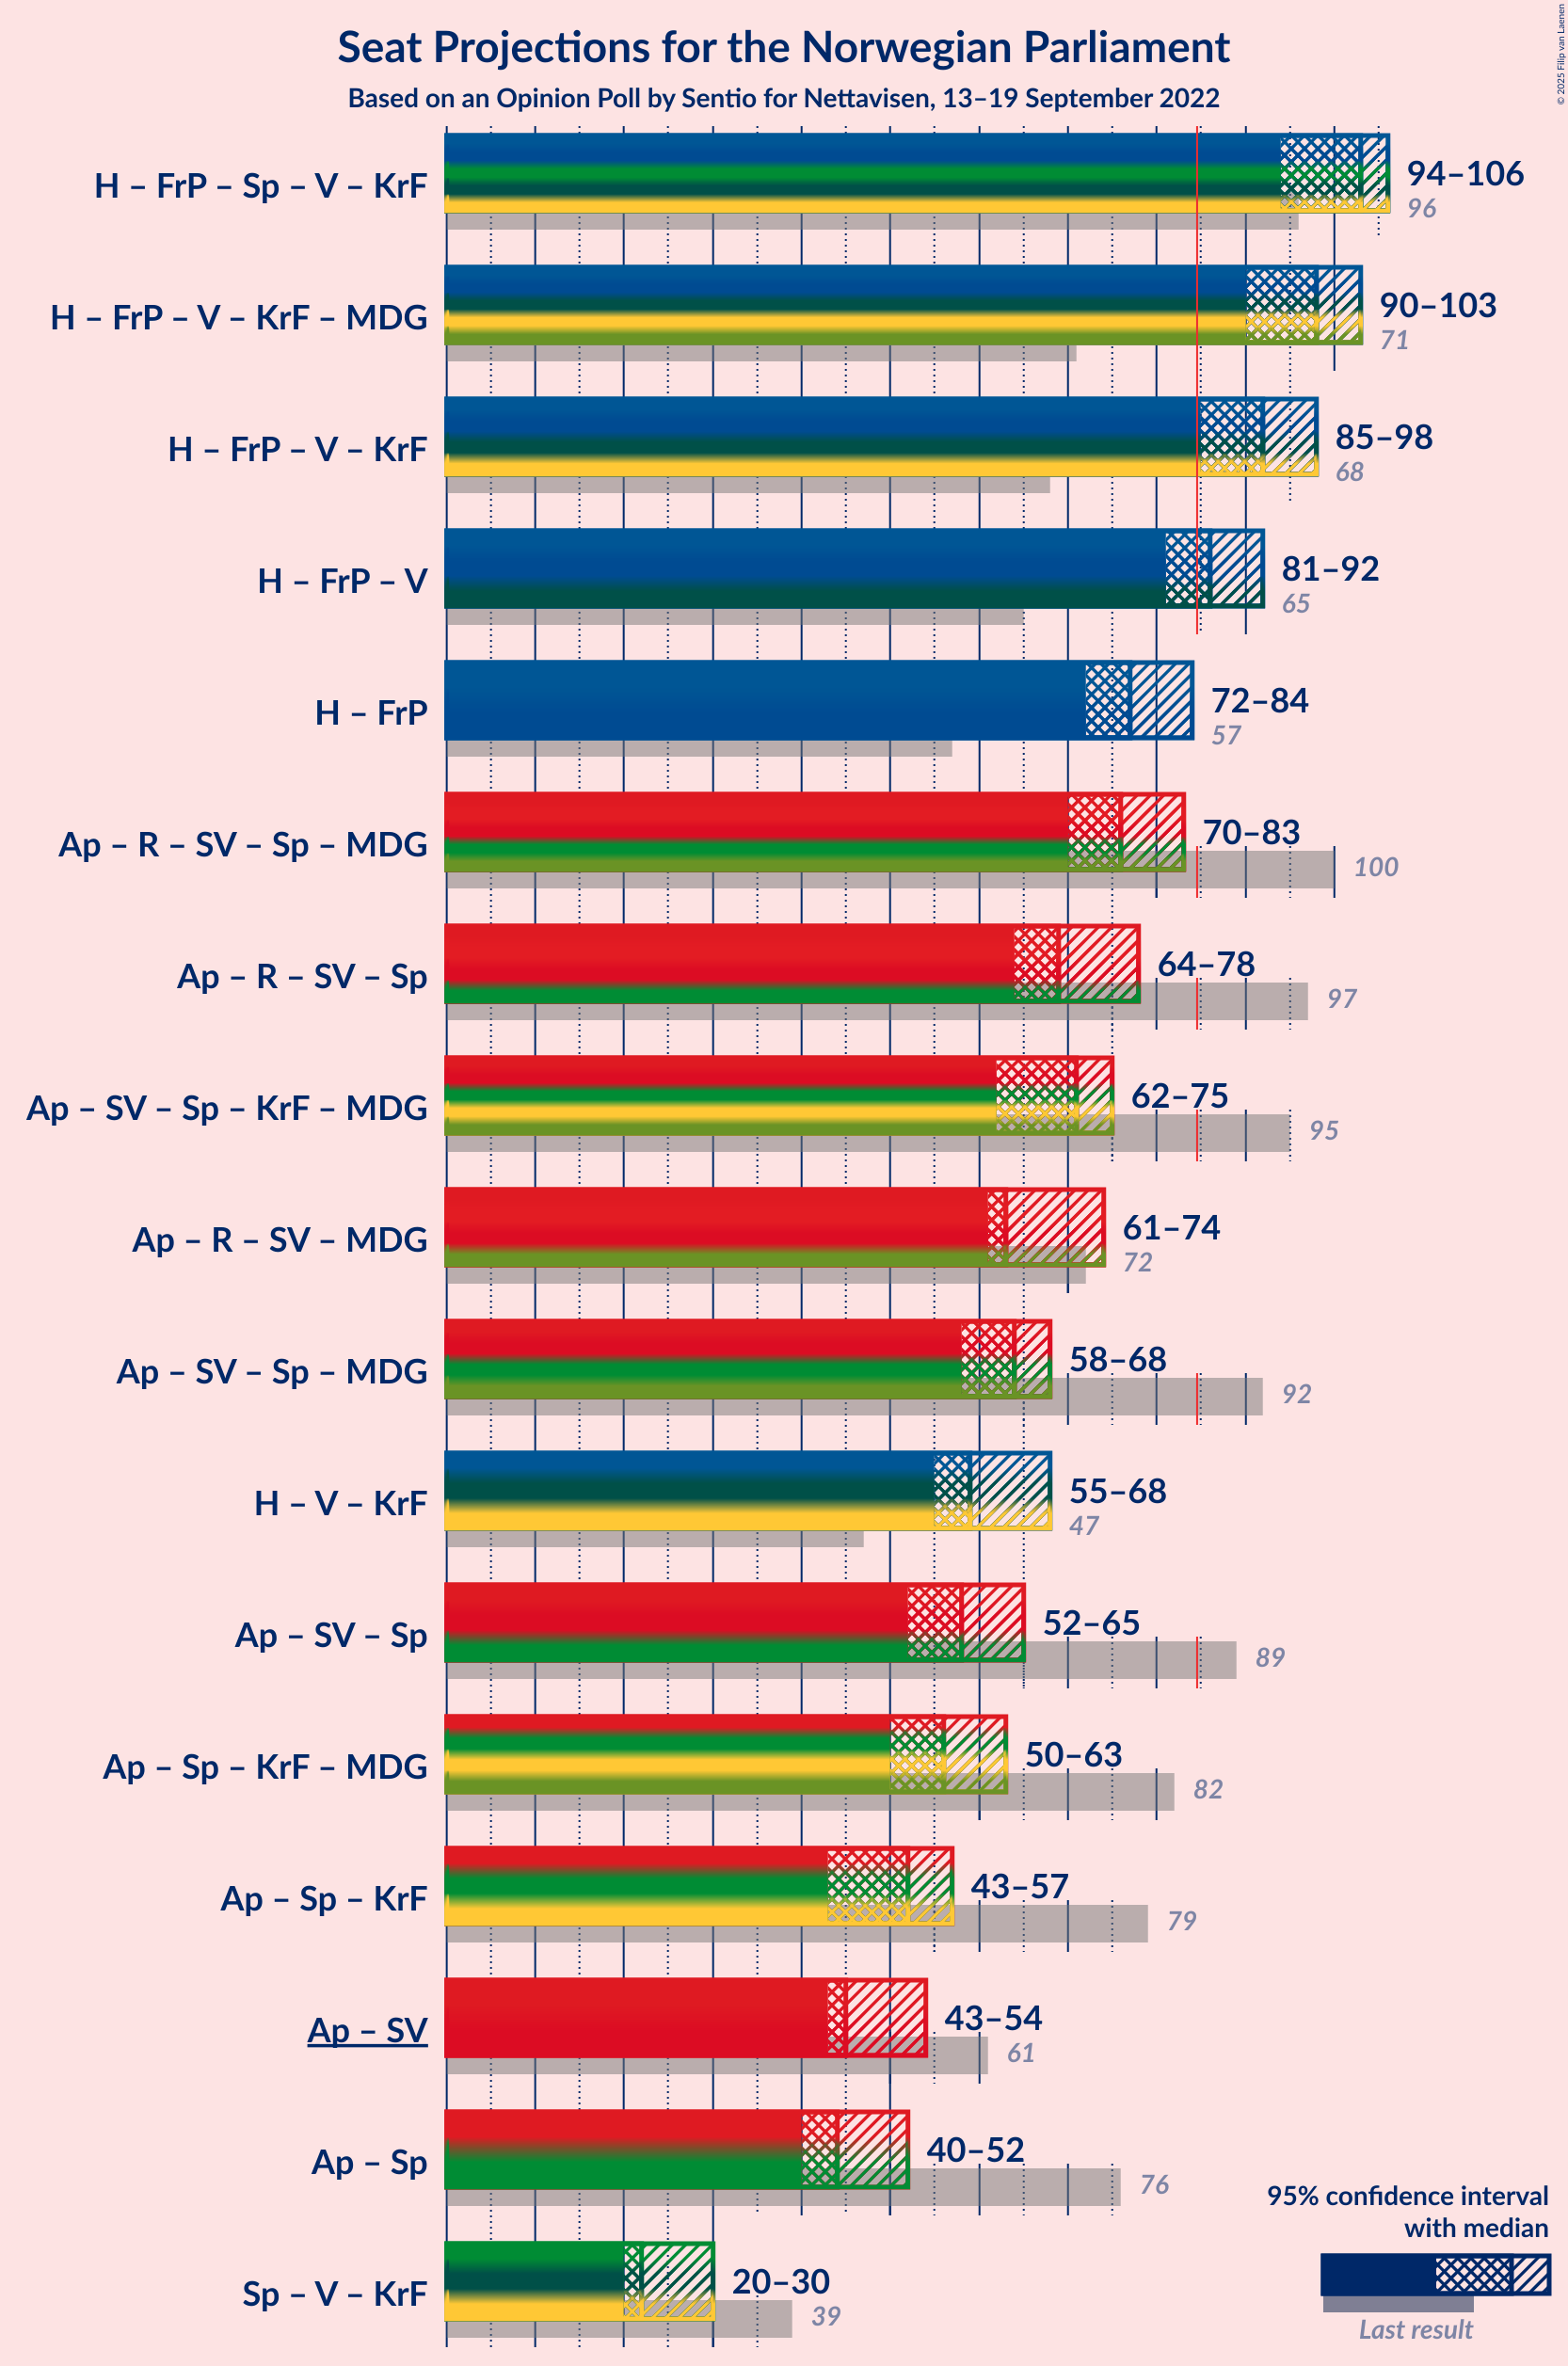 © 2025 Filip van Laenen
Seat Projections for the Norwegian Parliament
Based on an Opinion Poll by Sentio for Nettavisen, 13–19 September 2022
H – FrP – Sp – V – KrF
94–106
96
H – FrP – V – KrF – MDG
90–103
71
H – FrP – V – KrF
85–98
68
H – FrP – V
81–92
65
H – FrP
72–84
57
Ap – R – SV – Sp – MDG
70–83
100
Ap – R – SV – Sp
64–78
97
Ap – SV – Sp – KrF – MDG
62–75
95
Ap – R – SV – MDG
61–74
72
Ap – SV – Sp – MDG
58–68
92
H – V – KrF
55–68
47
Ap – SV – Sp
52–65
89
Ap – Sp – KrF – MDG
50–63
82
Ap – Sp – KrF
43–57
79
Ap – SV
43–54
61
Ap – Sp
40–52
76
Sp – V – KrF
20–30
39
95% confidence interval
with median
Last result